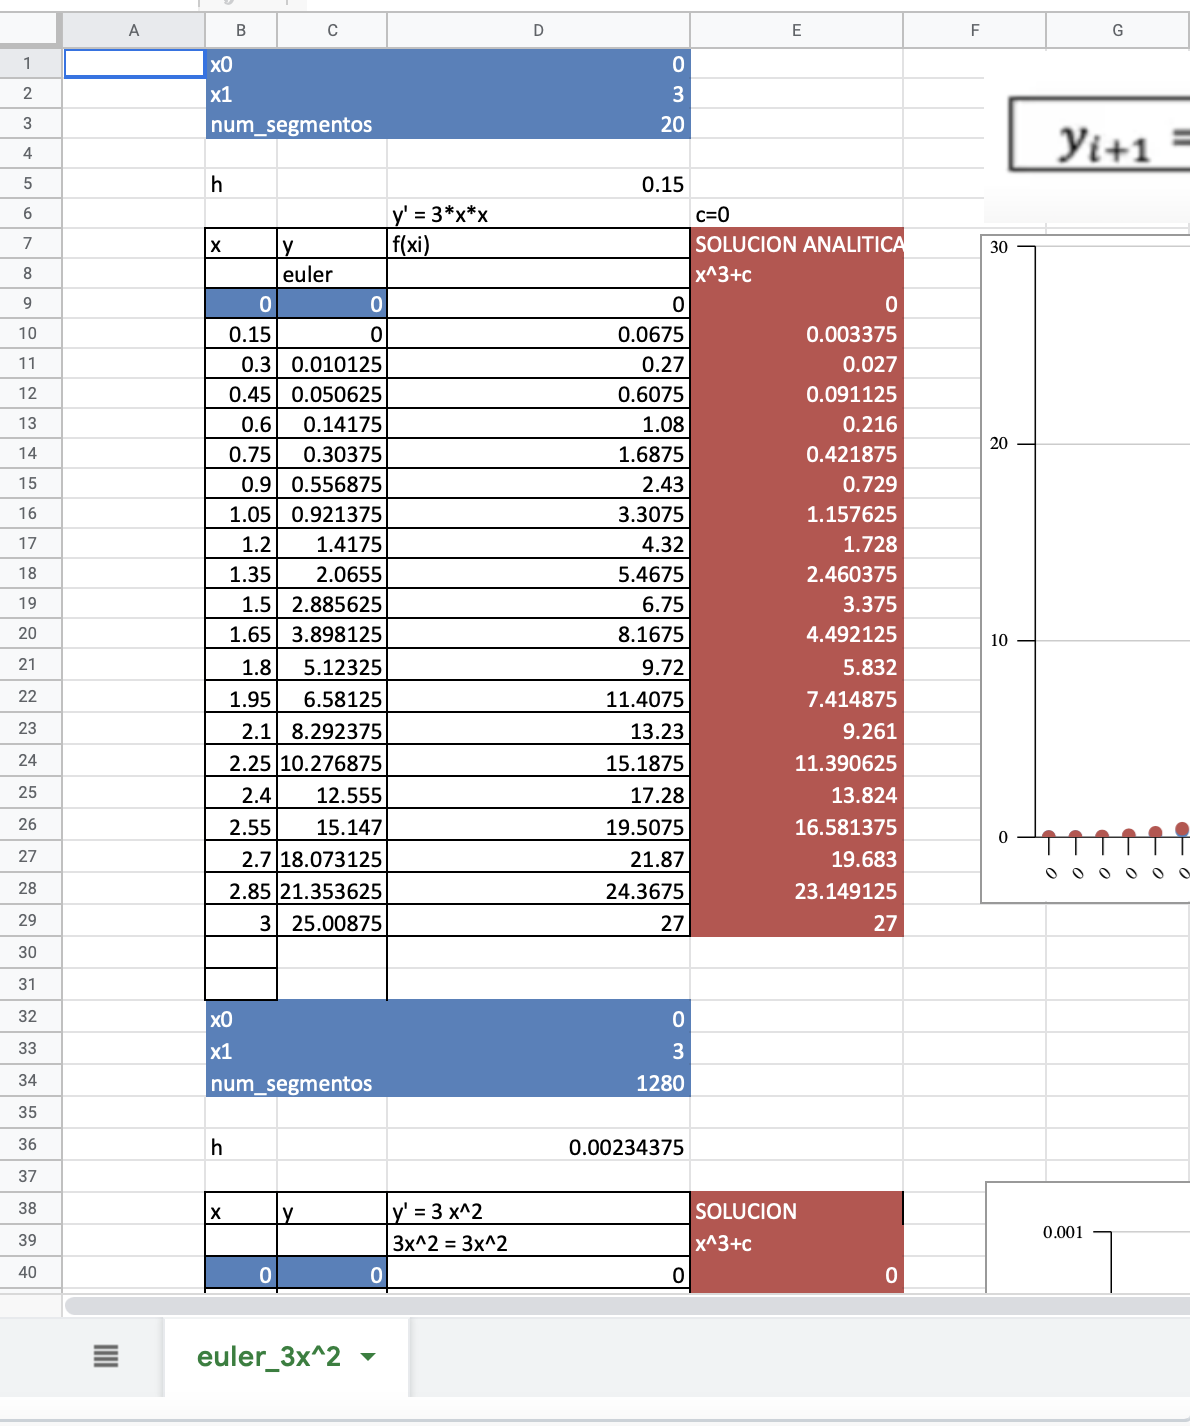 A B C D E F G
1 x0 0
2 x1 3
3 num_segmentos 20
4
5 h 0.15
6 y' = 3*x*x c=0
7 x y f(xi) SOLUCION ANALITICA
8 euler x^3+c
9 0 0 0 0
10 0.15 0 0.0675 0.003375
11 0.3 0.010125 0.27 0.027
12 0.45 0.050625 0.6075 0.091125
13 0.6 0.14175 1.08 0.216
14 0.75 0.30375 1.6875 0.421875
15 0.9 0.556875 2.43 0.729
16 1.05 0.921375 3.3075 1.157625
17 1.2 1.4175 4.32 1.728
18 1.35 2.0655 5.4675 2.460375
19 1.5 2.885625 6.75 3.375
20 1.65 3.898125 8.1675 4.492125
21 1.8 5.12325 9.72 5.832
22 1.95 6.58125 11.4075 7.414875
23 2.1 8.292375 13.23 9.261
24 2.25 10.276875 15.1875 11.390625
25 2.4 12.555 17.28 13.824
26 2.55 15.147 19.5075 16.581375
27 2.7 18.073125 21.87 19.683
28 2.85 21.353625 24.3675 23.149125
29 3 25.00875 27 27
30
31
32 x0 0
33 x1 3
34 num_segmentos 1280
35
36 h 0.00234375
37
38 x y y' = 3 x^2 SOLUCION
39 3x^2 = 3x^2 x^3+c
40 0 0 0 0
yi+1 =
30
20
10
0
0 0 0 0 0 0
0.001
euler_3x^2